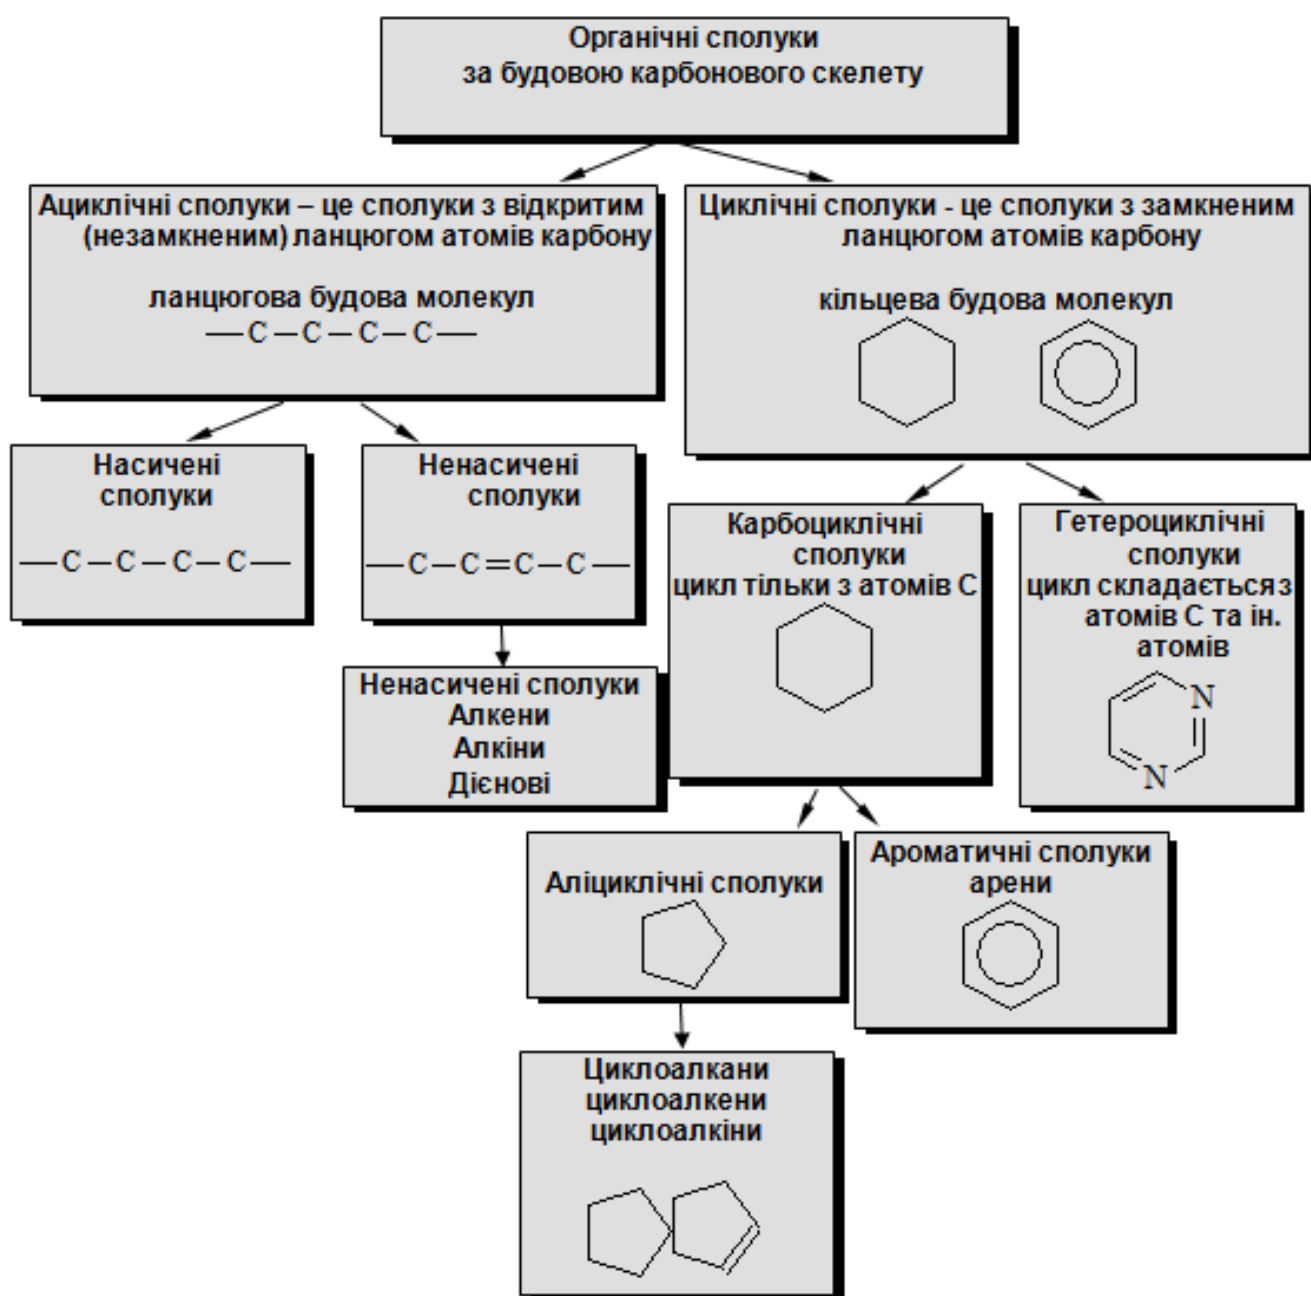 Органічні сполуки
за будовою карбонового скелету
Ациклічні сполуки – це сполуки з відкритим
(незамкненим) ланцюгом атомів карбону
ланцюгова будова молекул
—C—C—C—C—
Циклічні сполуки - це сполуки з замкненим
ланцюгом атомів карбону
кільцева будова молекул
Насичені
сполуки
—C—C—C—C—
Ненасичені
сполуки
—C—C=C—C—
Ненасичені сполуки
Алкени
Алкіни
Дієнові
Карбоциклічні
сполуки
цикл тільки з атомів С
Гетероциклічні
сполуки
цикл складається з
атомів С та ін.
атомів
N
N
Аліциклічні сполуки
Ароматичні сполуки
арени
Циклоалкани
циклоалкени
циклоалкіни